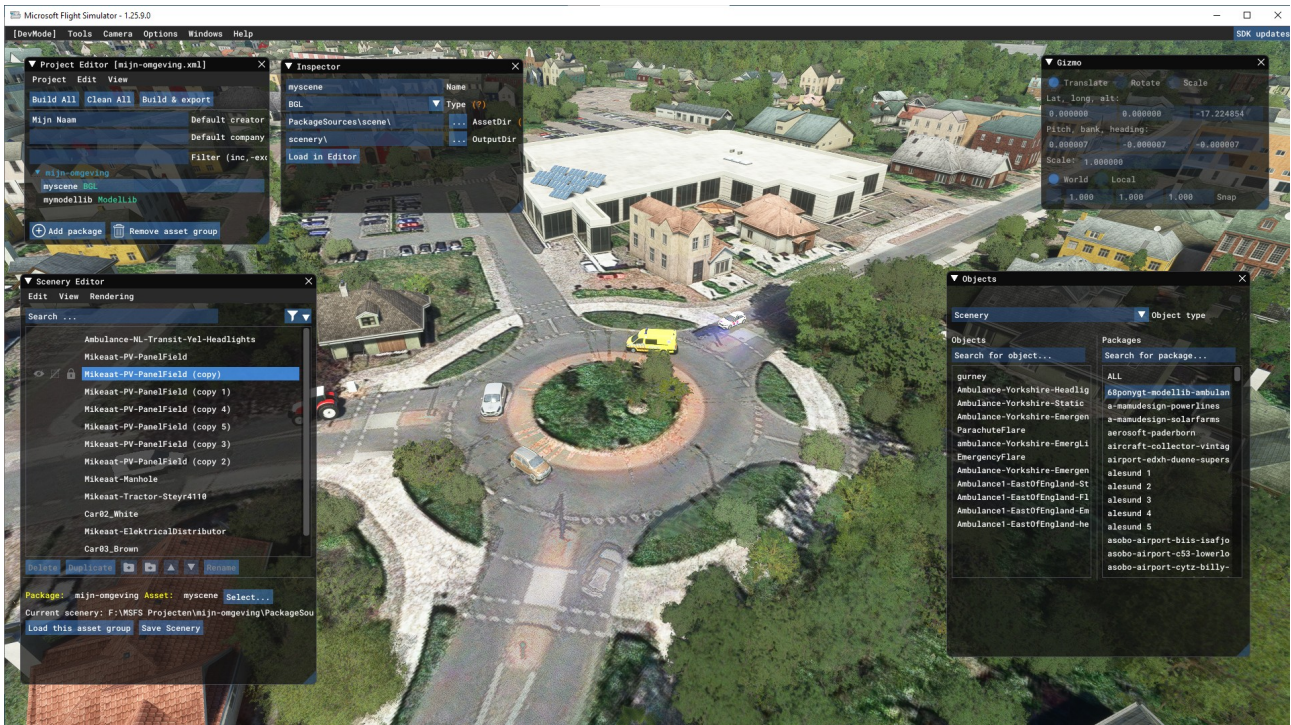 Microsoft Flight Simulator - 1.25.9.0
[DevMode] Tools Camera Options Windows Help
SDK updates
Project Editor [mijn-omgeving.xml]
Project Edit View
Build All Clean All Build & export
Mijn Naam Default creator
Default company
Filter (inc,-exc
mijn-omgeving
myscene BGL
mymodellib ModelLib
Add package Remove asset group
Inspector
myscene Name
BGL Type (?)
PackageSources\scene\ ... AssetDir (
scenery\ ... OutputDir
Load in Editor
Gizmo
Translate Rotate Scale
Lat, long, alt:
0.000000 0.000000 -17.224854
Pitch, bank, heading:
0.000007 -0.000007 -0.000007
Scale: 1.000000
World Local
1.000 1.000 1.000 Snap
Scenery Editor
Edit View Rendering
Search ...
Ambulance-NL-Transit-Yel-Headlights
Mikeaat-PV-PanelField
Mikeaat-PV-PanelField (copy)
Mikeaat-PV-PanelField (copy 1)
Mikeaat-PV-PanelField (copy 4)
Mikeaat-PV-PanelField (copy 5)
Mikeaat-PV-PanelField (copy 3)
Mikeaat-PV-PanelField (copy 2)
Mikeaat-Manhole
Mikeaat-Tractor-Steyr4110
Car02_White
Mikeaat-ElektricalDistributor
Car03_Brown
Delete Duplicate Rename
Package: mijn-omgeving Asset: myscene Select...
Current scenery: F:\MSFS Projecten\mijn-omgeving\PackageSou
Load this asset group Save Scenery
Objects
Scenery Object type
Objects
Search for object...
gurney
Ambulance-Yorkshire-Headlig
Ambulance-Yorkshire-Static
Ambulance-Yorkshire-Emergen
ParachuteFlare
ambulance-Yorkshire-EmergLi
EmergencyFlare
Ambulance-Yorkshire-Emergen
Ambulance1-EastOfEngland-St
Ambulance1-EastOfEngland-Fl
Ambulance1-EastOfEngland-Em
Ambulance1-EastOfEngland-he
Packages
Search for package...
ALL
68ponygt-modellib-ambulan
a-mamudesign-powerlines
a-mamudesign-solarfarms
aerosoft-paderborn
aircraft-collector-vintag
airport-edxh-duene-supers
alesund 1
alesund 2
alesund 3
alesund 4
alesund 5
asobo-airport-biis-isafjo
asobo-airport-c53-lowerlo
asobo-airport-cytz-billy-